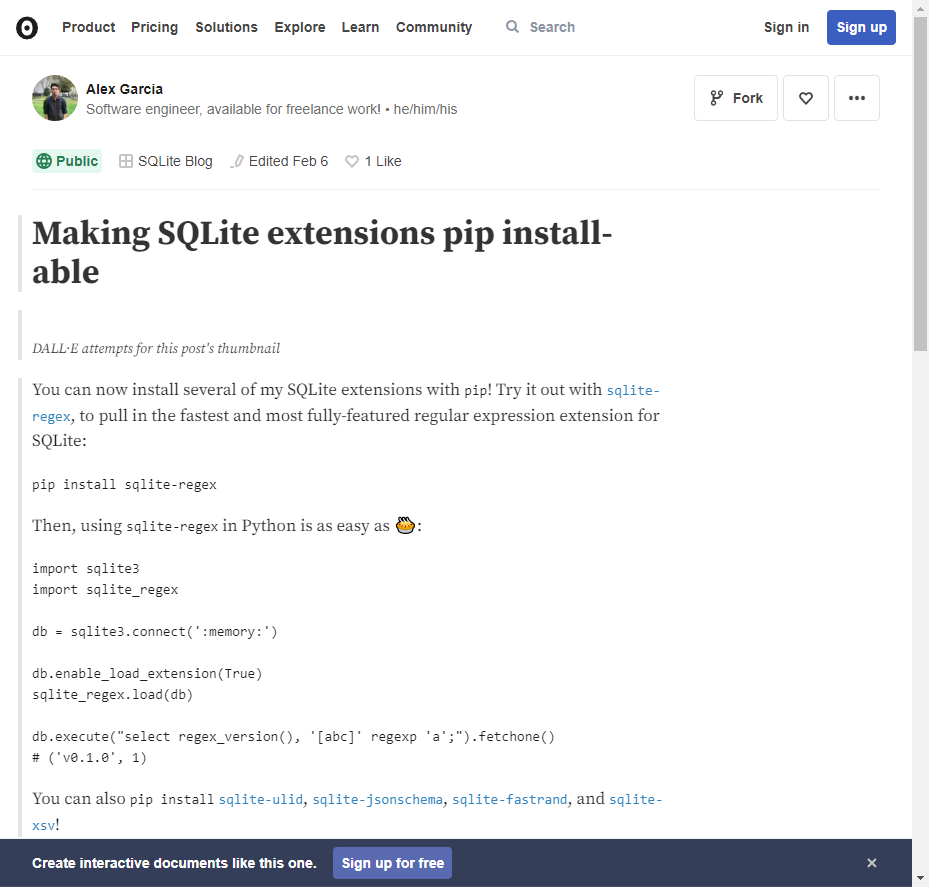 Product Pricing Solutions Explore Learn Community Search Sign in Sign up
Alex Garcia
Software engineer, available for freelance work! • he/him/his
Fork
Public SQLite Blog Edited Feb 6 1 Like
Making SQLite extensions pip install-
able
DALL·E attempts for this post's thumbnail
You can now install several of my SQLite extensions with pip! Try it out with sqlite-
regex, to pull in the fastest and most fully-featured regular expression extension for
SQLite:
pip install sqlite-regex
Then, using sqlite-regex in Python is as easy as 🥧:
import sqlite3
import sqlite_regex
db = sqlite3.connect(':memory:')
db.enable_load_extension(True)
sqlite_regex.load(db)
db.execute("select regex_version(), '[abc]' regexp 'a';").fetchone()
# ('v0.1.0', 1)
You can also pip install sqlite-ulid, sqlite-jsonschema, sqlite-fastrand, and sqlite-
xsv!
Create interactive documents like this one. Sign up for free